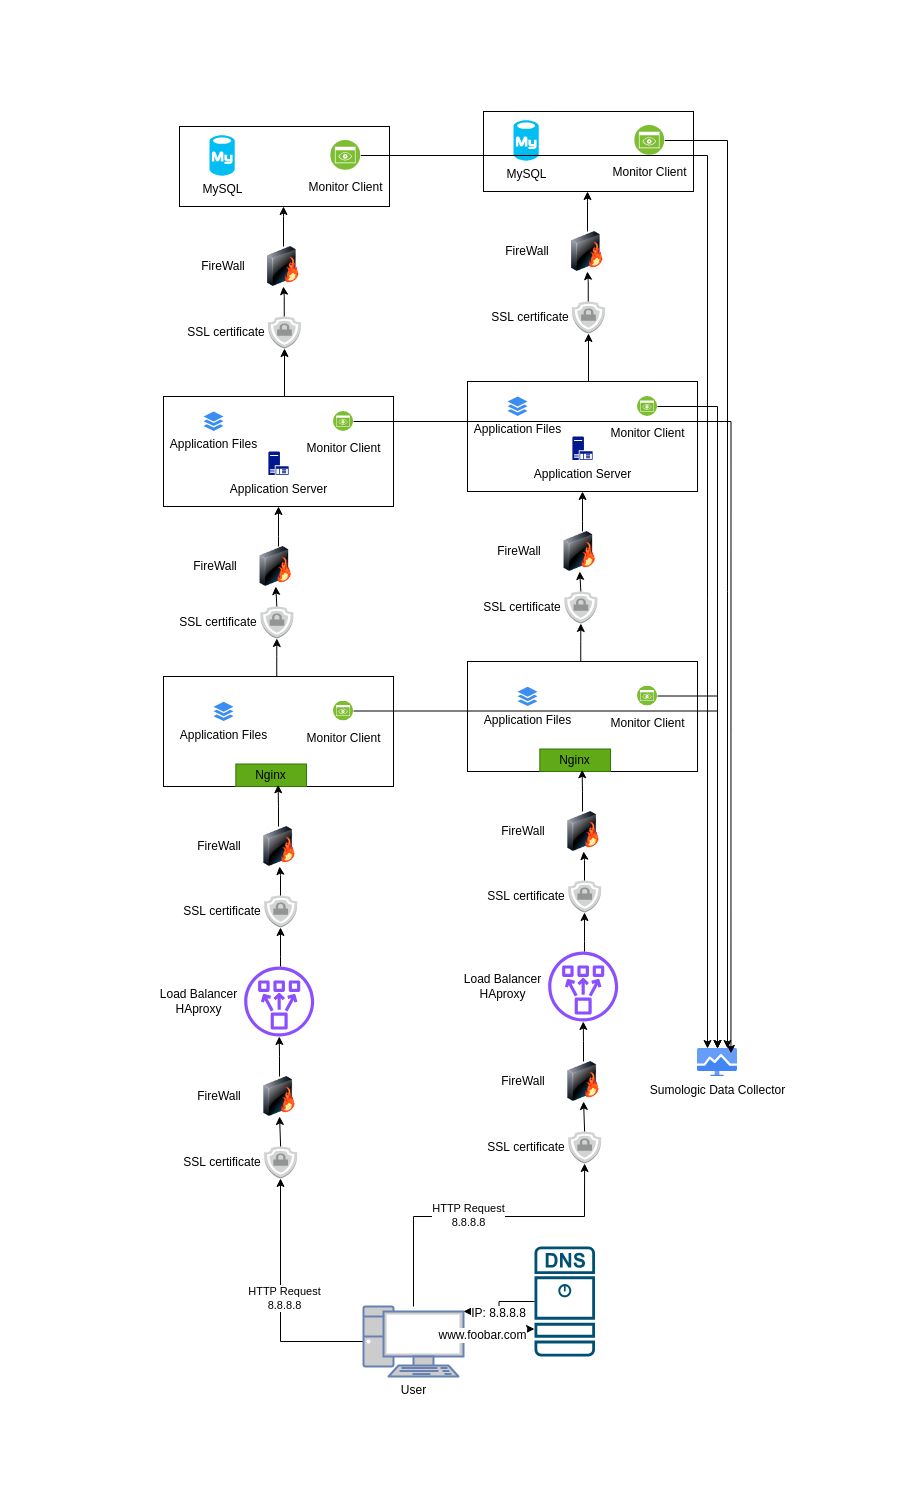 My
MySQL
Monitor Client
My
MySQL
Monitor Client
FireWall
FireWall
SSL certificate
SSL certificate
Application Files
Monitor Client
Application Server
Application Files
Monitor Client
Application Server
FireWall
FireWall
SSL certificate
SSL certificate
Application Files
Monitor Client
Nginx
Application Files
Monitor Client
Nginx
FireWall
FireWall
SSL certificate
SSL certificate
Load Balancer
HAproxy
Load Balancer
HAproxy
FireWall
FireWall
Sumologic Data Collector
SSL certificate
SSL certificate
HTTP Request
8.8.8.8
HTTP Request
8.8.8.8
DNS
IP: 8.8.8.8
www.foobar.com
User